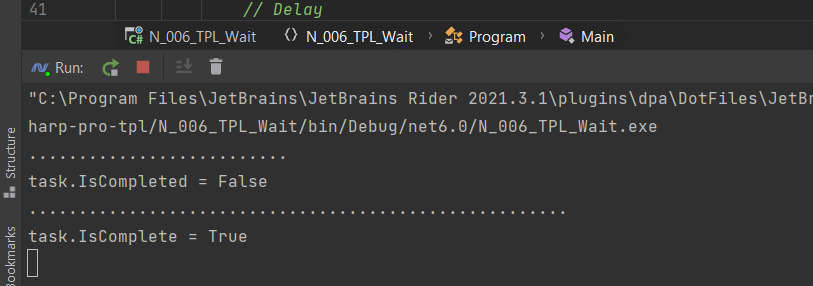 41 // Delay
N_006_TPL_Wait N_006_TPL_Wait Program Main
Run:
"C:\Program Files\JetBrains\JetBrains Rider 2021.3.1\plugins\dpa\DotFiles\JetBr
harp-pro-tpl/N_006_TPL_Wait/bin/Debug/net6.0/N_006_TPL_Wait.exe
..........................
task.IsCompleted = False
......................................................
task.IsComplete = True
Structure
Bookmarks